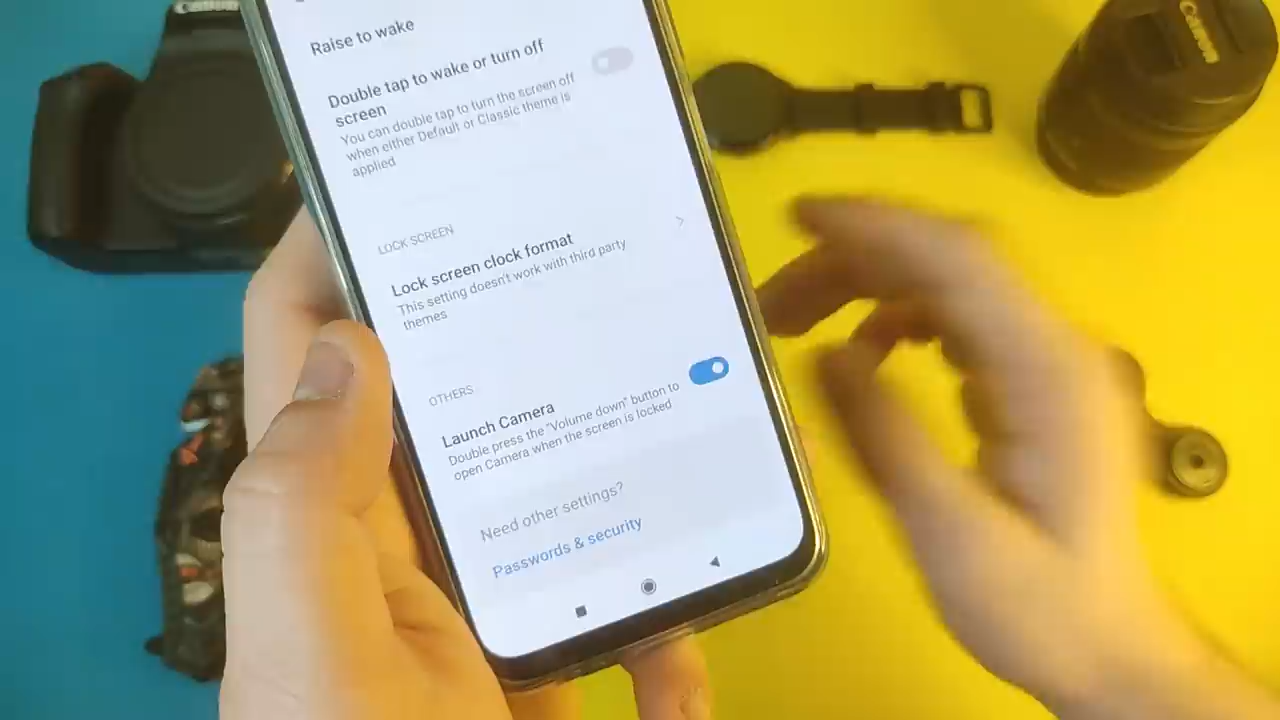 Canon
Canon
Raise to wake
Double tap to wake or turn off
screen
You can double tap to turn the screen off
when either Default or Classic theme is
applied
LOCK SCREEN
Lock screen clock format
This setting doesn't work with third party
themes
OTHERS
Launch Camera
Double press the "Volume down" button to
open Camera when the screen is locked
Need other settings?
Passwords & security